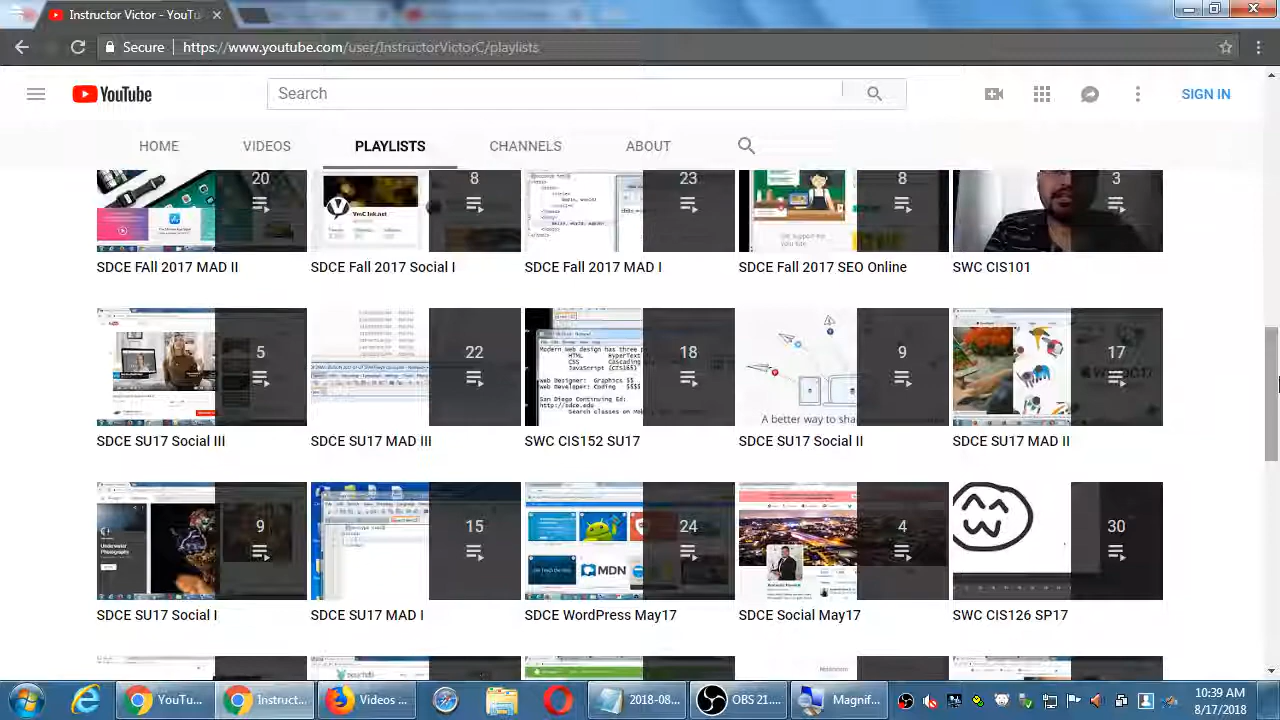 Instructor Victor - YouTu
Secure https://www.youtube.com/user/InstructorVictorC/playlists
YouTube Search SIGN IN
HOME VIDEOS PLAYLISTS CHANNELS ABOUT
20 8 23 8 3
SDCE FAll 2017 MAD II SDCE Fall 2017 Social I SDCE Fall 2017 MAD I SDCE Fall 2017 SEO Online SWC CIS101
5 22 18 9 17
A better way to sha
SDCE SU17 Social III SDCE SU17 MAD III SWC CIS152 SU17 SDCE SU17 Social II SDCE SU17 MAD II
9 15 24 4 30
MDN
SDCE SU17 Social I SDCE SU17 MAD I SDCE WordPress May17 SDCE Social May17 SWC CIS126 SP17
YouTu... Instruct... Videos ... 2018-08... OBS 21.... Magnif...
10:39 AM
8/17/2018